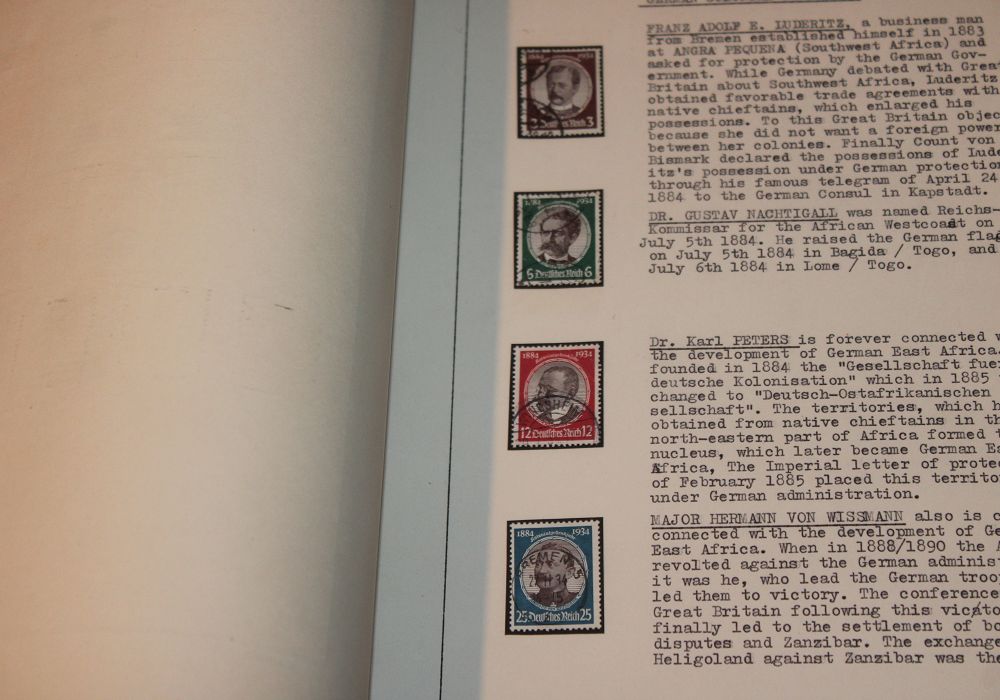 FRANZ ADOLF E. LUDERITZ, a business man
from Bremen established himself in 1883
at ANGRA PEQUENA (Southwest Africa) and
asked for protection by the German Gov-
ernment. While Germany debated with Great
Britain about Southwest Africa, Luderitz
obtained favorable trade agreements with
native chieftains, which enlarged his
possessions. To this Great Britain objec
because she did not want a foreign power
between her colonies. Finally Count von
Bismark declared the possessions of Lude
itz's possession under German protection
through his famous telegram of April 24
1884 to the German Consul in Kapstadt.
DR. GUSTAV NACHTIGALL was named Reichs-
Kommissar for the African Westcoast on
July 5th 1884. He raised the German flag
on July 5th 1884 in Bagida / Togo, and
July 6th 1884 in Lome / Togo.
Dr. Karl PETERS is forever connected w
the development of German East Africa.
founded in 1884 the "Gesellschaft fuer
deutsche Kolonisation" which in 1885
changed to "Deutsch-Ostafrikanischen
sellschaft". The territories, which h
obtained from native chieftains in th
north-eastern part of Africa formed t
nucleus, which later became German Ea
Africa, The Imperial letter of prote
of February 1885 placed this territo
under German administration.
MAJOR HERMANN VON WISSMANN also is c
connected with the development of Ge
East Africa. When in 1888/1890 the A
revolted against the German administ
it was he, who lead the German troo
led them to victory. The conference
Great Britain following this victo
finally led to the settlement of bo
disputes and Zanzibar. The exchange
Heligoland against Zanzibar was the
1934
3 Deutsches Reich 3
1884 1934
6 Deutsches Reich 6
1884 1934
12 Deutsches Reich 12
1884 1934
BREMEN 5
25 Deutsches Reich 25